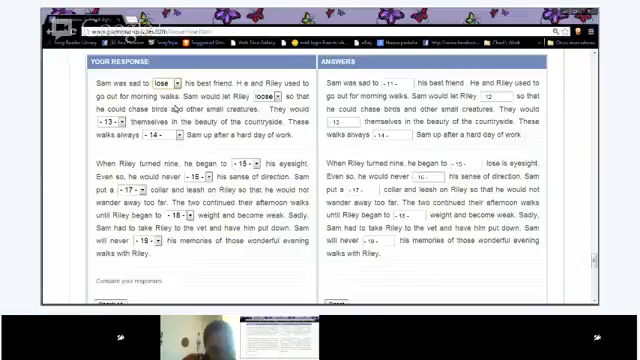 YOUR RESPONSE
Sam was sad to lose his best friend. H e and Riley used to
go out for morning walks. Sam would let Riley loose so that
he could chase birds and other small creatures. They would
- 13 - themselves in the beauty of the countryside. These
walks always - 14 - Sam up after a hard day of work.
When Riley turned nine, he began to - 15 - his eyesight.
Even so, he would never - 16 - his sense of direction. Sam
put a - 17 - collar and leash on Riley so that he would not
wander away too far. The two continued their afternoon walks
until Riley began to - 18 - weight and become weak. Sadly,
Sam had to take Riley to the vet and have him put down. Sam
will never - 19 - his memories of those wonderful evening
walks with Riley.
Compare your responses.
ANSWERS
Sam was sad to - 11 - his best friend He and Riley used to
go out for morning walks. Sam would let Riley 12 so that
he could chase birds and other small creatures. They would
- 13 - themselves in the beauty of the countryside. These
walks always - 14 - Sam up after a hard day of work.
When Riley turned nine, he began to - 15 - lose is eyesight.
Even so, he would never - 16 - his sense of direction. Sam
put a - 17 - collar and leash on Riley so that he would not
wander away too far. The two continued their afternoon walks
until Riley began to - 18 - weight and become weak. Sadly,
Sam had to take Riley to the vet and have him put down. Sam
will never - 19 - his memories of those wonderful evening
walks with Riley.